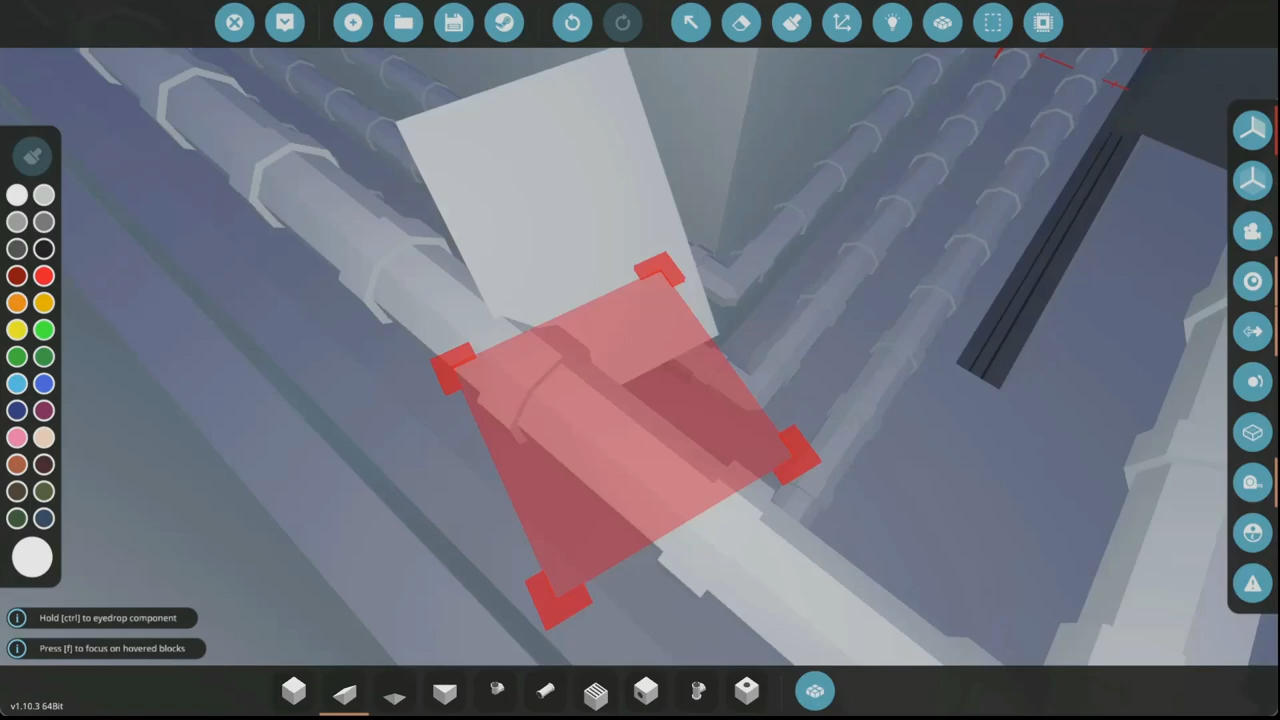 Hold [ctrl] to eyedrop component
Press [f] to focus on hovered blocks
v1.10.3 64Bit